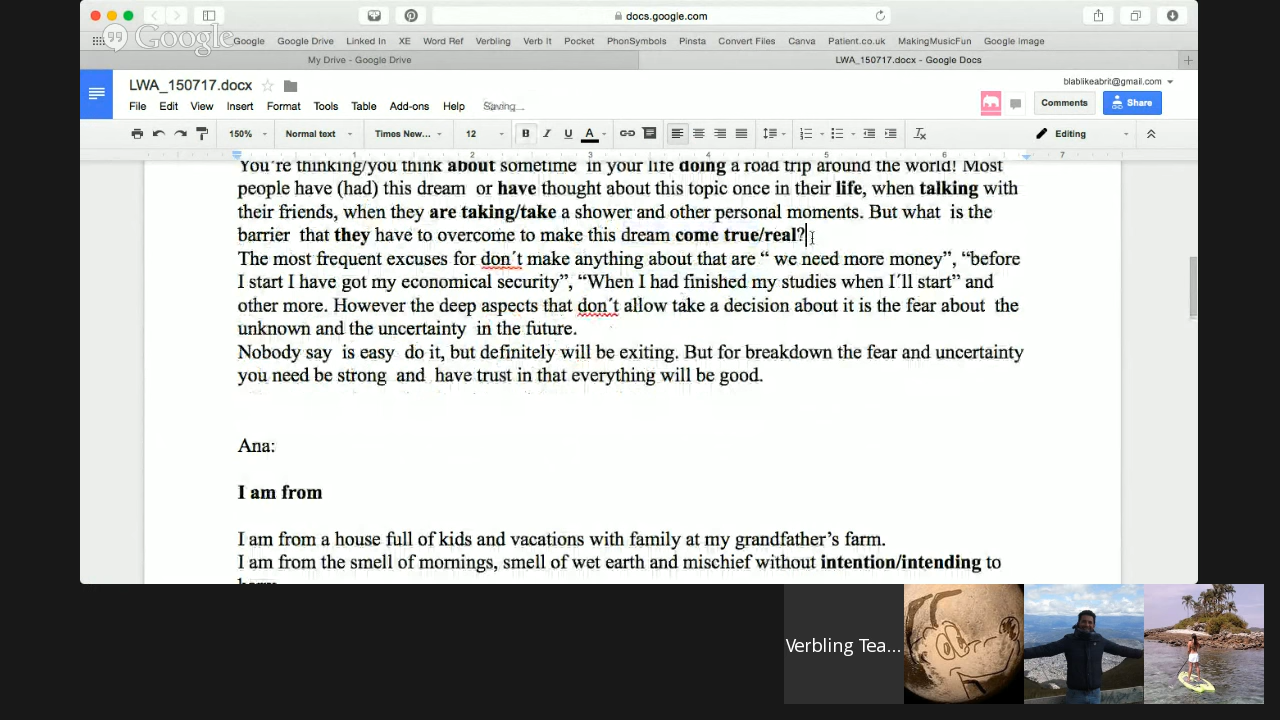 docs.google.com
Google
Google Google Drive Linked In XE Word Ref Verbling Verb It Pocket PhonSymbols Pinsta Convert Files Canva Patient.co.uk MakingMusicFun Google image
My Drive - Google Drive LWA_150717.docx - Google Docs
LWA_150717.docx blablikeabrit@gmail.com
File Edit View Insert Format Tools Table Add-ons Help Saving... Comments Share
150% Normal text Times New... 12 B I U A Editing
1 2 3 4 5 6 7
You’re thinking/you think about sometime in your life doing a road trip around the world! Most
people have (had) this dream or have thought about this topic once in their life, when talking with
their friends, when they are taking/take a shower and other personal moments. But what is the
barrier that they have to overcome to make this dream come true/real?
The most frequent excuses for don´t make anything about that are “ we need more money”, “before
I start I have got my economical security”, “When I had finished my studies when I´ll start” and
other more. However the deep aspects that don´t allow take a decision about it is the fear about the
unknown and the uncertainty in the future.
Nobody say is easy do it, but definitely will be exiting. But for breakdown the fear and uncertainty
you need be strong and have trust in that everything will be good.
Ana:
I am from
I am from a house full of kids and vacations with family at my grandfather’s farm.
I am from the smell of mornings, smell of wet earth and mischief without intention/intending to
Verbling Tea...